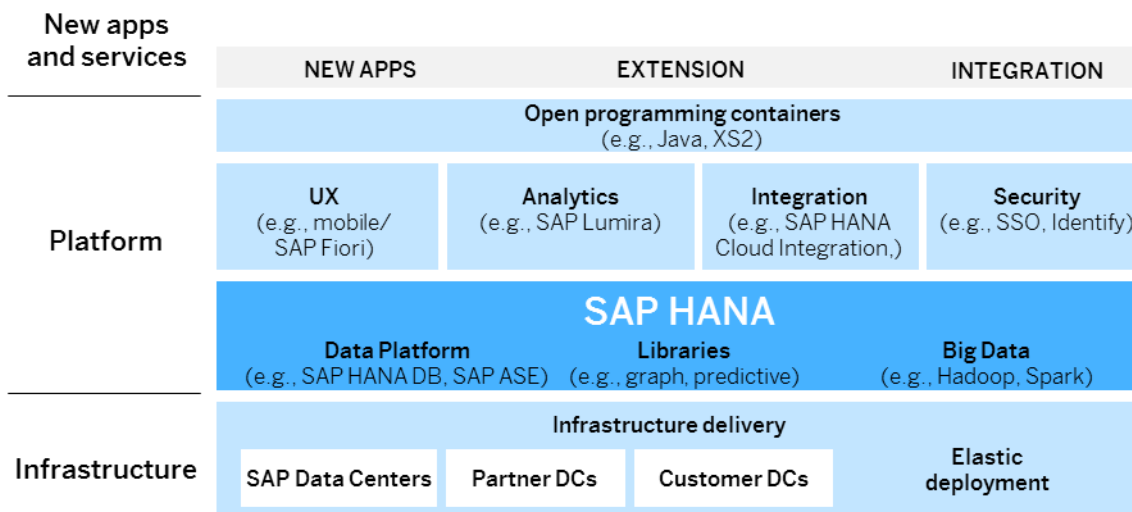 New apps
and services
NEW APPS
EXTENSION
INTEGRATION
Platform
Open programming containers
(e.g., Java, XS2)
UX
(e.g., mobile/
SAP Fiori)
Analytics
(e.g., SAP Lumira)
Integration
(e.g., SAP HANA
Cloud Integration,)
Security
(e.g., SSO, Identify)
SAP HANA
Data Platform
(e.g., SAP HANA DB, SAP ASE)
Libraries
(e.g., graph, predictive)
Big Data
(e.g., Hadoop, Spark)
Infrastructure
Infrastructure delivery
SAP Data Centers
Partner DCs
Customer DCs
Elastic
deployment